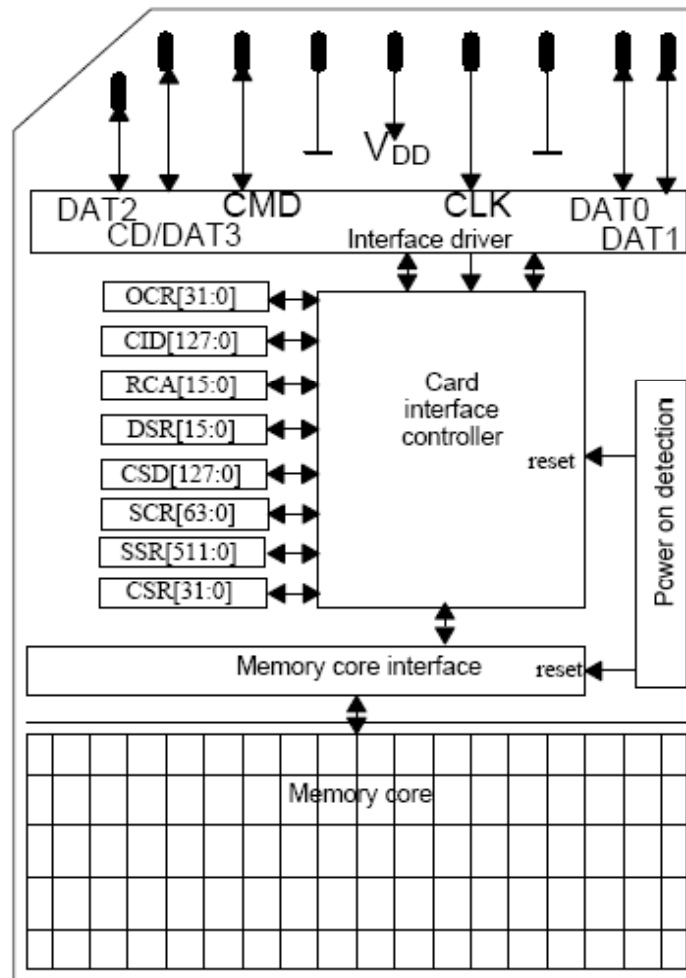 VDD
DAT2
CMD
CLK
DAT0
CD/DAT3
Interface driver
DAT1
OCR[31:0]
CID[127:0]
RCA[15:0]
DSR[15:0]
CSD[127:0]
SCR[63:0]
SSR[511:0]
CSR[31:0]
Card
interface
controller
reset
Power on detection
Memory core interface
reset
Memory core